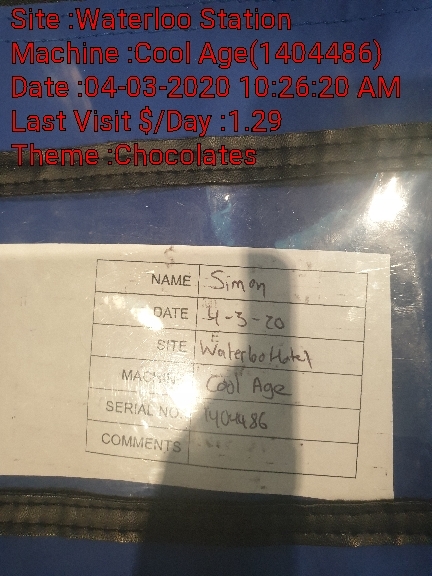 Site :Waterloo Station
Machine :Cool Age(1404486)
Date :04-03-2020 10:26:20 AM
Last Visit $/Day :1.29
Theme :Chocolates
NAME Simon
DATE 4-3-20
SITE Waterloo Hotel
MACHINE Cool Age
SERIAL NO. 1404486
COMMENTS